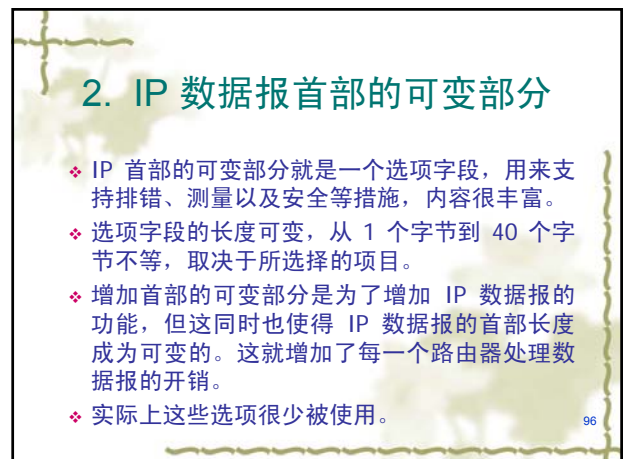 2. IP 数据报首部的可变部分
❖ IP 首部的可变部分就是一个选项字段，用来支
持排错、测量以及安全等措施，内容很丰富。
❖ 选项字段的长度可变，从 1 个字节到 40 个字
节不等，取决于所选择的项目。
❖ 增加首部的可变部分是为了增加 IP 数据报的
功能，但这同时也使得 IP 数据报的首部长度
成为可变的。这就增加了每一个路由器处理数
据报的开销。
❖ 实际上这些选项很少被使用。
96